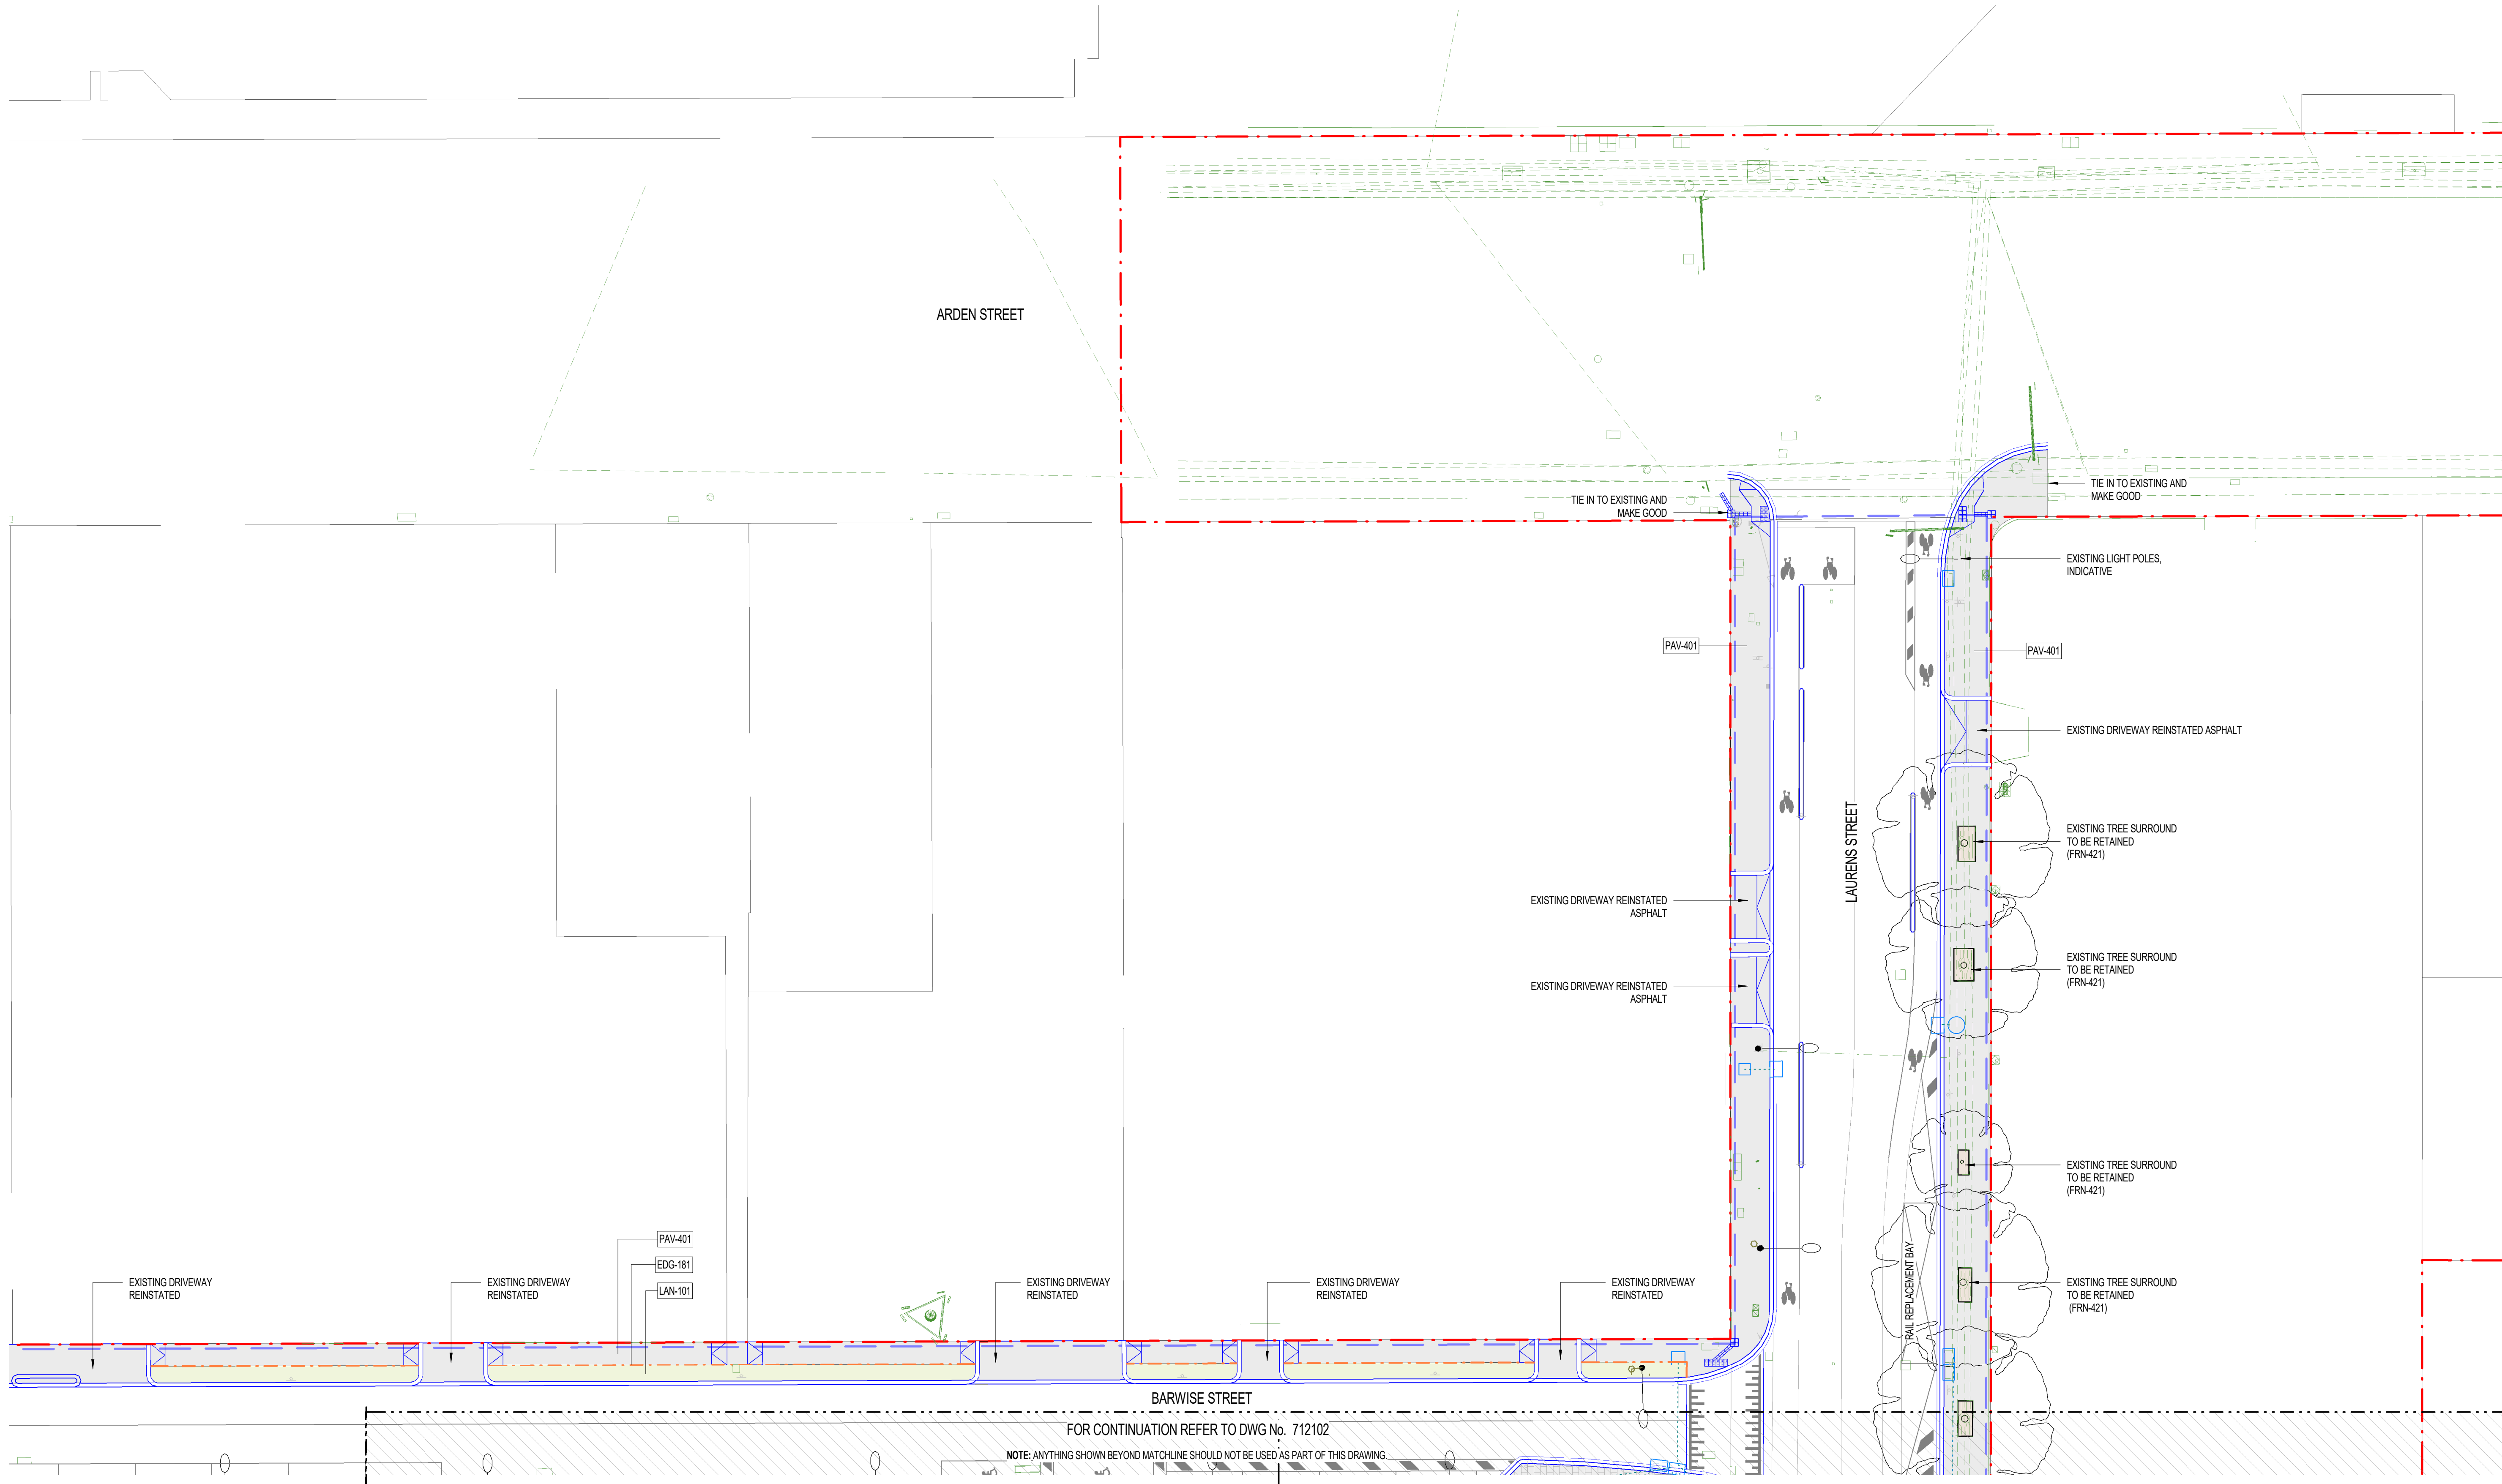 ARDEN STREET
TIE IN TO EXISTING AND
MAKE GOOD
TIE IN TO EXISTING AND
MAKE GOOD
EXISTING LIGHT POLES,
INDICATIVE
PAV-401
PAV-401
EXISTING DRIVEWAY REINSTATED ASPHALT
LAURENS STREET
EXISTING TREE SURROUND
TO BE RETAINED
(FRN-421)
EXISTING DRIVEWAY REINSTATED
ASPHALT
EXISTING TREE SURROUND
TO BE RETAINED
(FRN-421)
EXISTING DRIVEWAY REINSTATED
ASPHALT
EXISTING TREE SURROUND
TO BE RETAINED
(FRN-421)
RAIL REPLACEMENT BAY
PAV-401
EDG-181
LAN-101
EXISTING DRIVEWAY
REINSTATED
EXISTING DRIVEWAY
REINSTATED
EXISTING DRIVEWAY
REINSTATED
EXISTING DRIVEWAY
REINSTATED
EXISTING DRIVEWAY
REINSTATED
EXISTING TREE SURROUND
TO BE RETAINED
(FRN-421)
BARWISE STREET
FOR CONTINUATION REFER TO DWG No. 712102
NOTE: ANYTHING SHOWN BEYOND MATCHLINE SHOULD NOT BE USED AS PART OF THIS DRAWING.